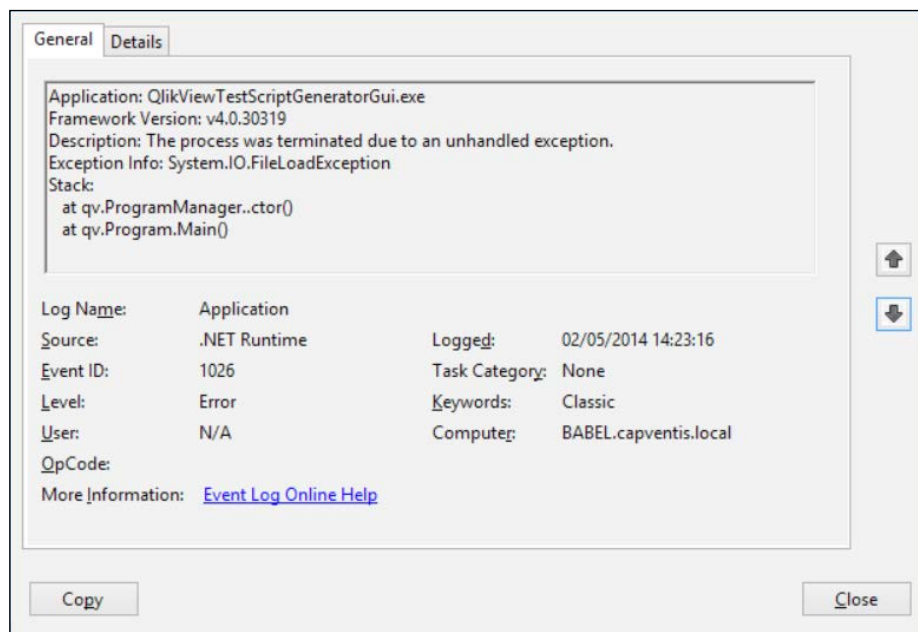 General Details
Application: QlikViewTestScriptGeneratorGui.exe
Framework Version: v4.0.30319
Description: The process was terminated due to an unhandled exception.
Exception Info: System.IO.FileLoadException
Stack:
at qv.ProgramManager..ctor()
at qv.Program.Main()
Log Name: Application
Source: .NET Runtime Logged: 02/05/2014 14:23:16
Event ID: 1026 Task Category: None
Level: Error Keywords: Classic
User: N/A Computer: BABEL.capventis.local
OpCode:
More Information: Event Log Online Help
Copy Close